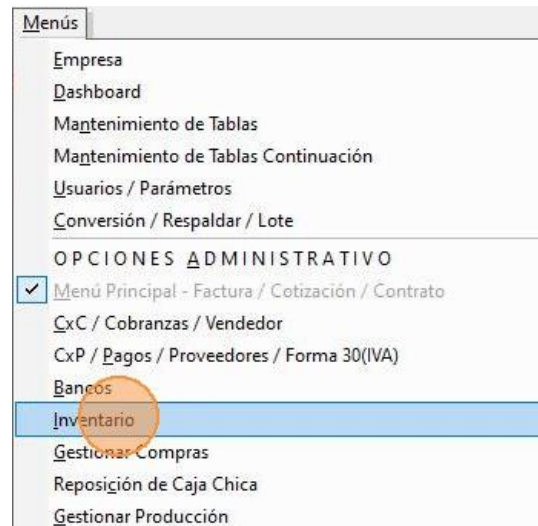 Menús
Empresa
Dashboard
Mantenimiento de Tablas
Mantenimiento de Tablas Continuación
Usuarios / Parámetros
Conversión / Respaldar / Lote
OPCIONES ADMINISTRATIVO
Menú Principal - Factura / Cotización / Contrato
CxC / Cobranzas / Vendedor
CxP / Pagos / Proveedores / Forma 30(IVA)
Bancos
Inventario
Gestionar Compras
Reposición de Caja Chica
Gestionar Producción